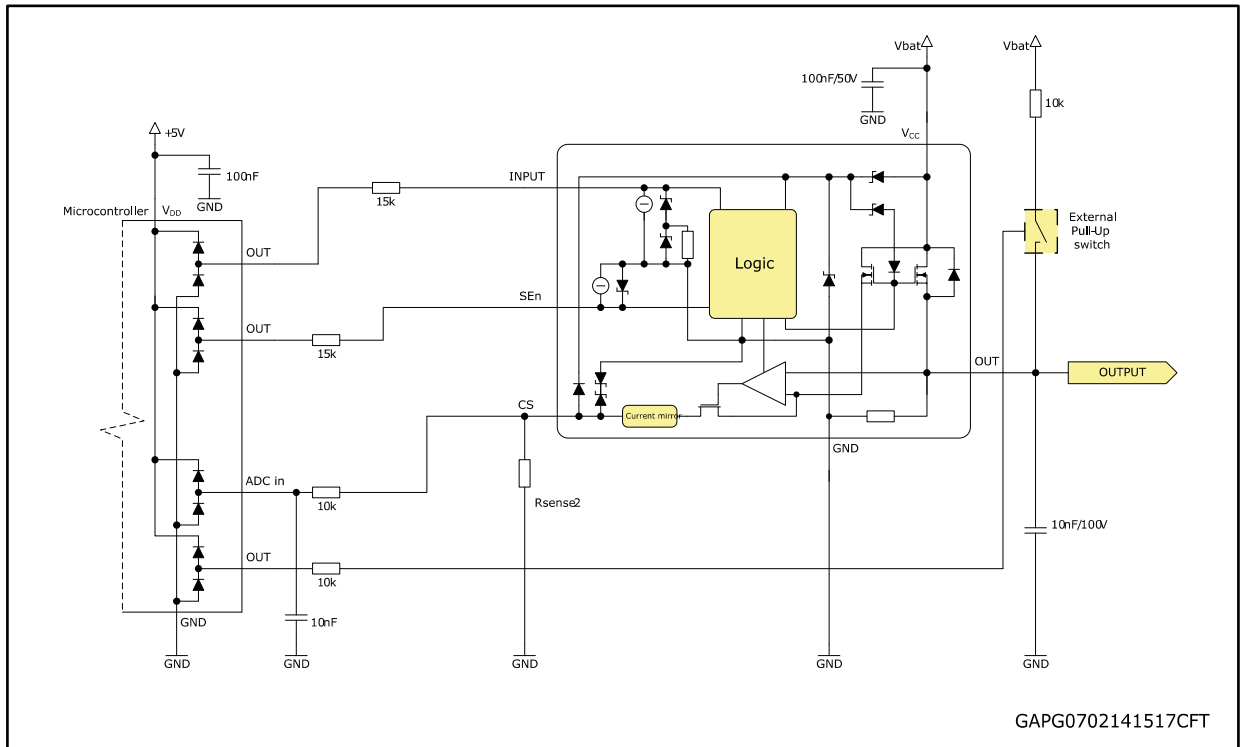 Vbat
Vbat
100nF/50V
10k
GND
+5V
VCC
100nF
INPUT
15k
GND
Microcontroller
VDD
External
Pull-Up
switch
OUT
Logic
SEn
OUT
15k
OUT
OUTPUT
CS
Current mirror
GND
ADC in
10k
Rsense2
10nF/100V
OUT
10k
GND
10nF
GND
GND
GND
GND
GND
GAPG0702141517CFT